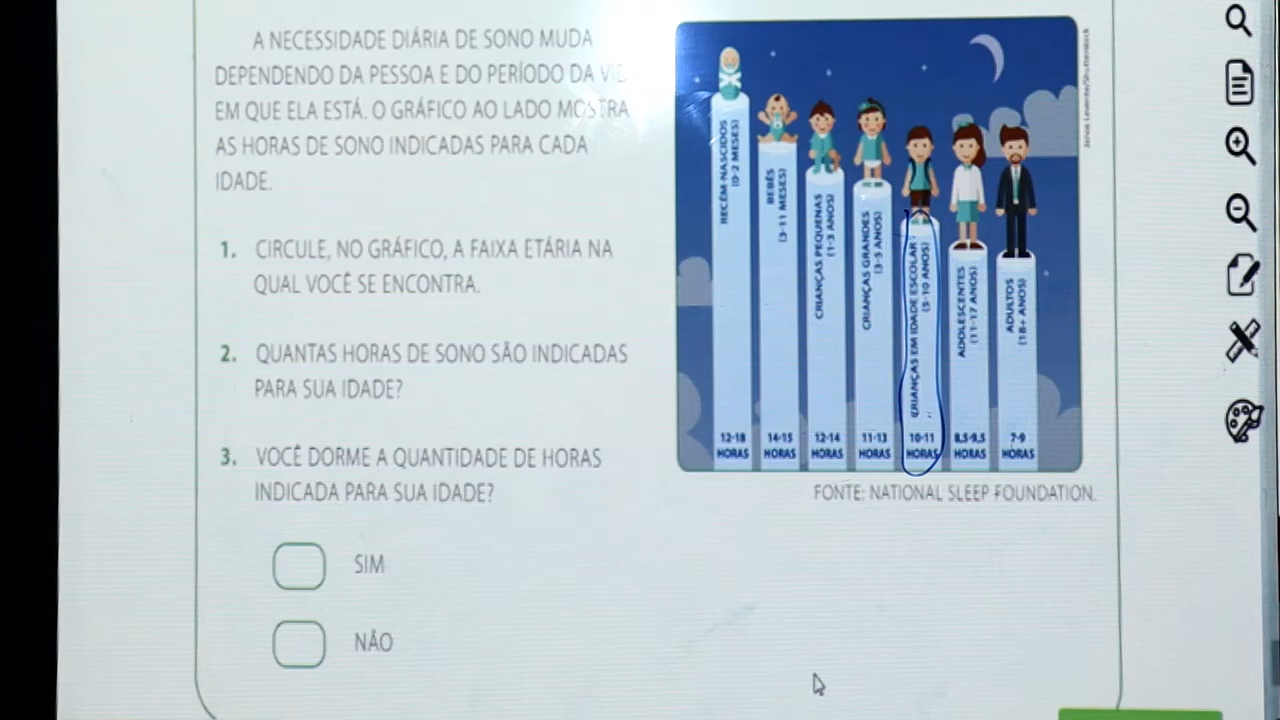 A NECESSIDADE DIÁRIA DE SONO MUDA
DEPENDENDO DA PESSOA E DO PERÍODO DA
EM QUE ELA ESTÁ. O GRÁFICO AO LADO MOSTRA
AS HORAS DE SONO INDICADAS PARA CADA
IDADE.
1. CIRCULE, NO GRÁFICO, A FAIXA ETÁRIA NA
QUAL VOCÊ SE ENCONTRA.
2. QUANTAS HORAS DE SONO SÃO INDICADAS
PARA SUA IDADE?
3. VOCÊ DORME A QUANTIDADE DE HORAS
INDICADA PARA SUA IDADE?
SIM
NÃO
RECÉM-NASCIDOS
(0-2 MESES)
12-18
HORAS
BEBÊS
(3-11 MESES)
14-15
HORAS
CRIANÇAS PEQUENAS
(1-3 ANOS)
12-14
HORAS
CRIANÇAS GRANDES
(3-5 ANOS)
11-13
HORAS
CRIANÇAS EM IDADE ESCOLAR
(5-10 ANOS)
10-11
HORAS
ADOLESCENTES
(11-17 ANOS)
8,5-9,5
HORAS
ADULTOS
(18+ ANOS)
7-9
HORAS
FONTE: NATIONAL SLEEP FOUNDATION.